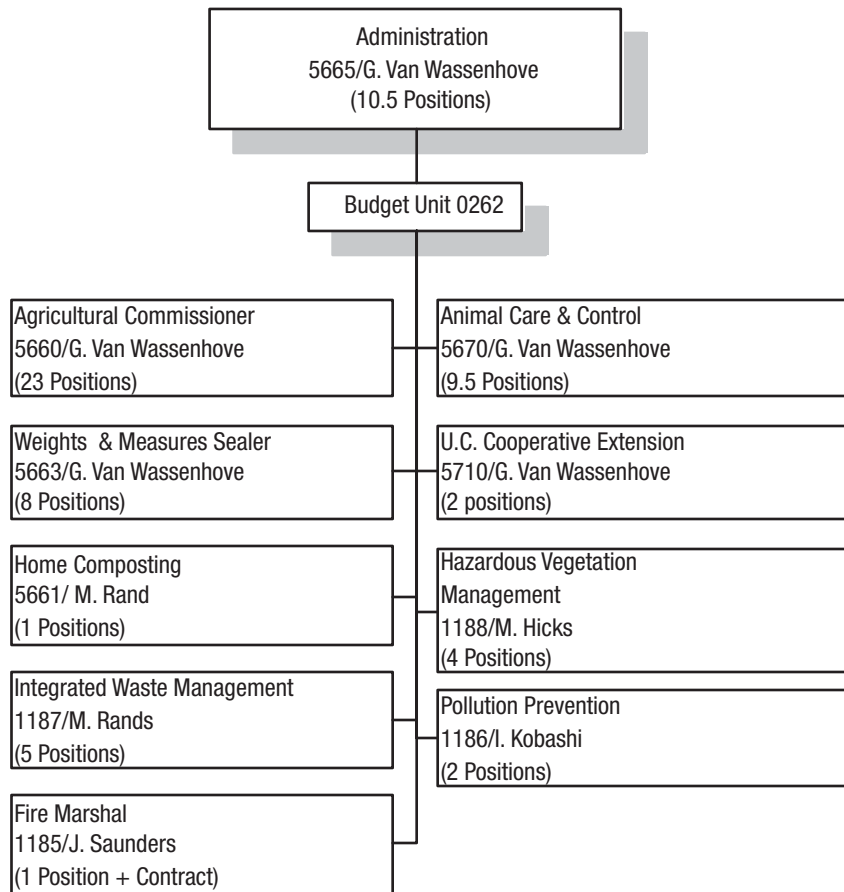 Administration
5665/G. Van Wassenhove
(10.5 Positions)
Budget Unit 0262
Agricultural Commissioner
5660/G. Van Wassenhove
(23 Positions)
Animal Care & Control
5670/G. Van Wassenhove
(9.5 Positions)
Weights  & Measures Sealer
5663/G. Van Wassenhove
(8 Positions)
U.C. Cooperative Extension
5710/G. Van Wassenhove
(2 positions)
Home Composting
5661/ M. Rand
(1 Positions)
Hazardous Vegetation
Management
1188/M. Hicks
(4 Positions)
Integrated Waste Management
1187/M. Rands
(5 Positions)
Pollution Prevention
1186/I. Kobashi
(2 Positions)
Fire Marshal
1185/J. Saunders
(1 Position + Contract)